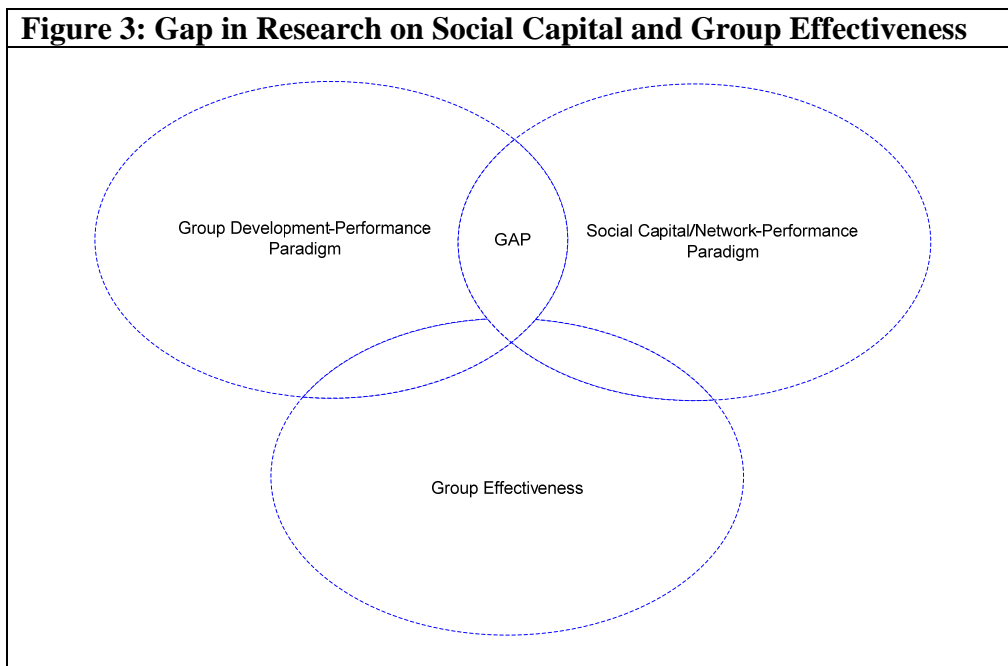 Figure 3: Gap in Research on Social Capital and Group Effectiveness
Group Development-Performance
Paradigm
GAP
Social Capital/Network-Performance
Paradigm
Group Effectiveness